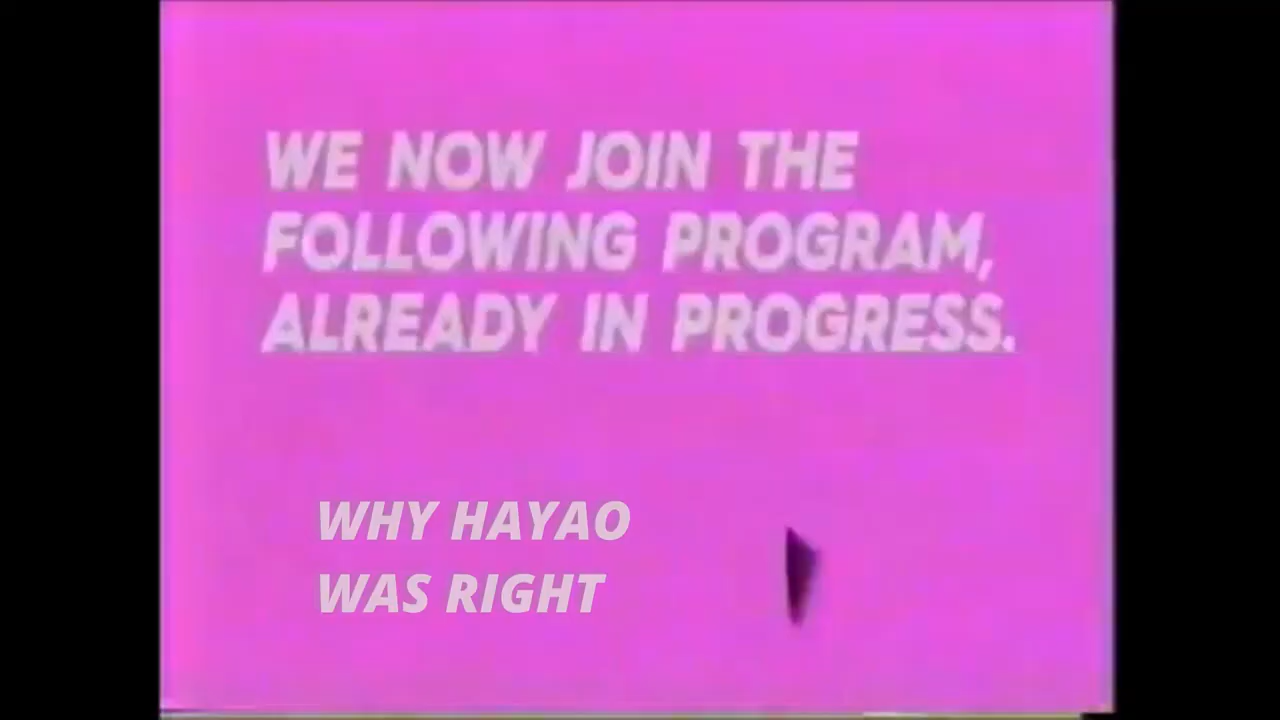 WE NOW JOIN THE
FOLLOWING PROGRAM,
ALREADY IN PROGRESS.
WHY HAYAO
WAS RIGHT